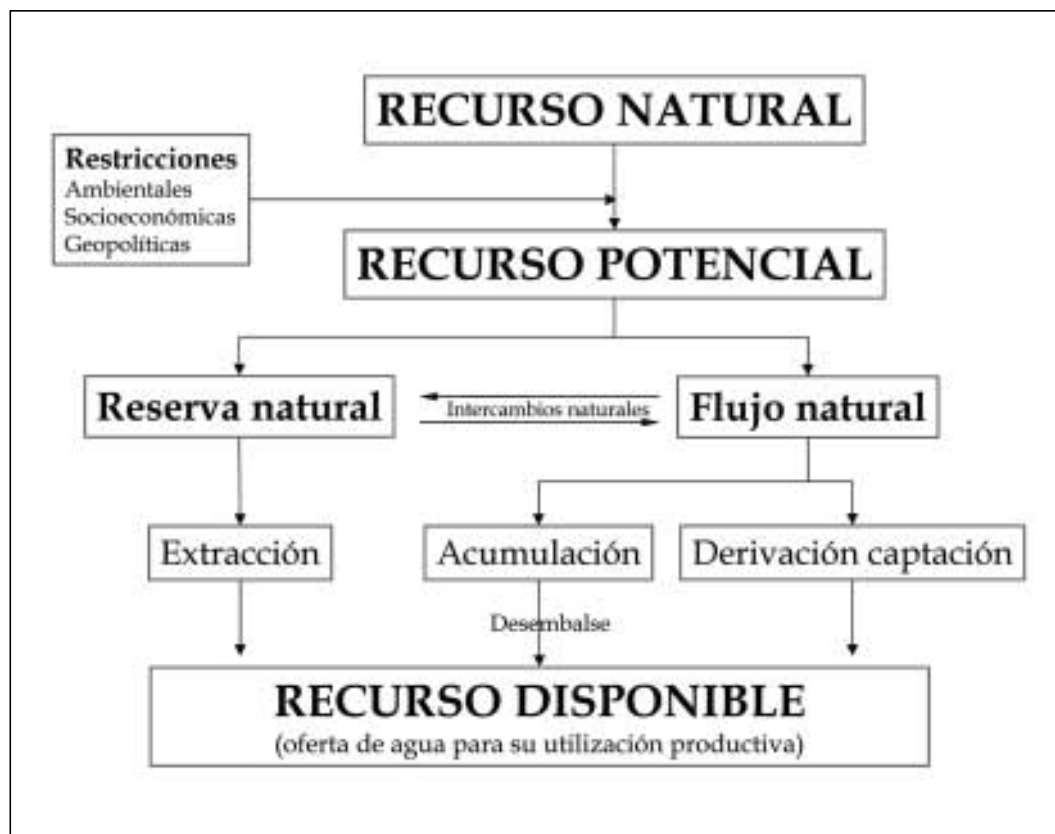 RECURSO NATURAL
Restricciones
Ambientales
Socioeconómicas
Geopolíticas
RECURSO POTENCIAL
Reserva natural
Intercambios naturales
Flujo natural
Extracción
Acumulación
Derivación captación
Desembalse
RECURSO DISPONIBLE
(oferta de agua para su utilización productiva)